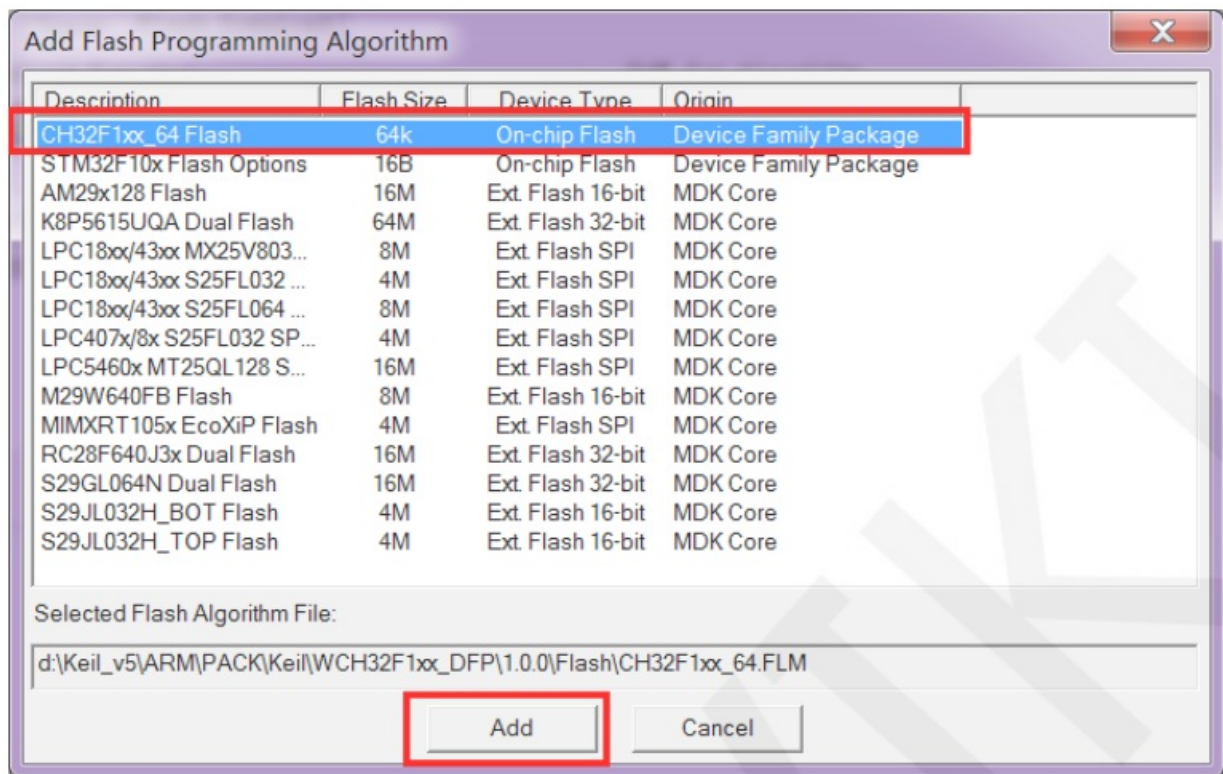 Add Flash Programming Algorithm
X
Description Flash Size Device Type Origin
CH32F1xx_64 Flash 64k On-chip Flash Device Family Package
STM32F10x Flash Options 16B On-chip Flash Device Family Package
AM29x128 Flash 16M Ext. Flash 16-bit MDK Core
K8P5615UQA Dual Flash 64M Ext. Flash 32-bit MDK Core
LPC18xx/43xx MX25V803... 8M Ext. Flash SPI MDK Core
LPC18xx/43xx S25FL032 ... 4M Ext. Flash SPI MDK Core
LPC18xx/43xx S25FL064 ... 8M Ext. Flash SPI MDK Core
LPC407x/8x S25FL032 SP... 4M Ext. Flash SPI MDK Core
LPC5460x MT25QL128 S... 16M Ext. Flash SPI MDK Core
M29W640FB Flash 8M Ext. Flash 16-bit MDK Core
MIMXRT105x EcoXiP Flash 4M Ext. Flash SPI MDK Core
RC28F640J3x Dual Flash 16M Ext. Flash 32-bit MDK Core
S29GL064N Dual Flash 16M Ext. Flash 32-bit MDK Core
S29JL032H_BOT Flash 4M Ext. Flash 16-bit MDK Core
S29JL032H_TOP Flash 4M Ext. Flash 16-bit MDK Core
Selected Flash Algorithm File:
d:\Keil_v5\ARM\PACK\Keil\WCH32F1xx_DFP\1.0.0\Flash\CH32F1xx_64.FLM
Add Cancel